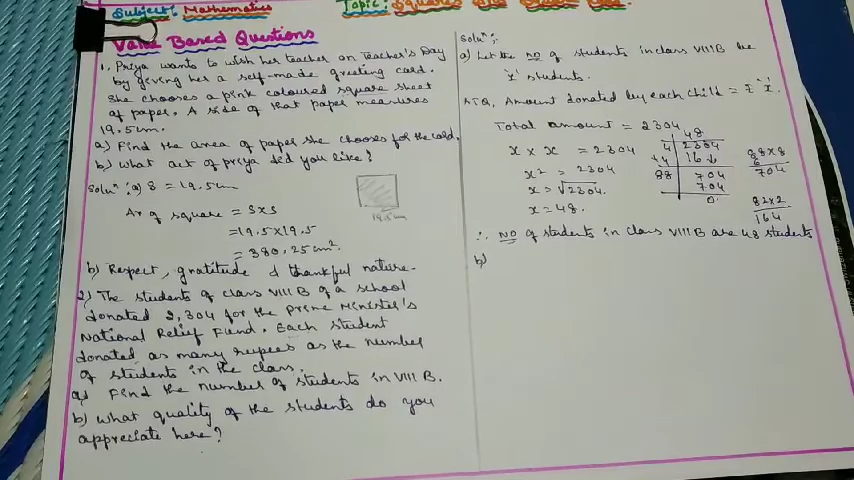 Subject: Mathematics
Topic: Squares
Value Based Questions
1. Priya wants to wish her teacher on Teacher's Day
by giving her a self-made greeting card.
She chooses a pink coloured square sheet
of paper. A side of that paper measures
19.5cm.
a) Find the area of paper she chooses for the card.
b) What act of priya did you like?
Soluⁿ: a) S = 19.5cm
19.5cm
Ar of square = S×S
= 19.5×19.5
= 380.25cm².
b) Respect, gratitude & thankful nature.
2) The students of class VIII B of a school
donated 2,304 for the prime Minister's
National Relief Fund. Each student
donated as many rupees as the number
of students in the class.
a) Find the number of students in VIII B.
b) What quality of the students do you
appreciate here?
Soluⁿ:
a) Let the no of students in class VIII B be
'x' students.
ATQ, Amount donated by each child = ₹ 'x'.
Total amount = 2304
x × x = 2304
x² = 2304
x = √2304.
x = 48.
48
4 2304
+4 16↓
88 704
704
0
88×8
6
704
82×2
164
∴ no of students in class VIII B are 48 students
b)